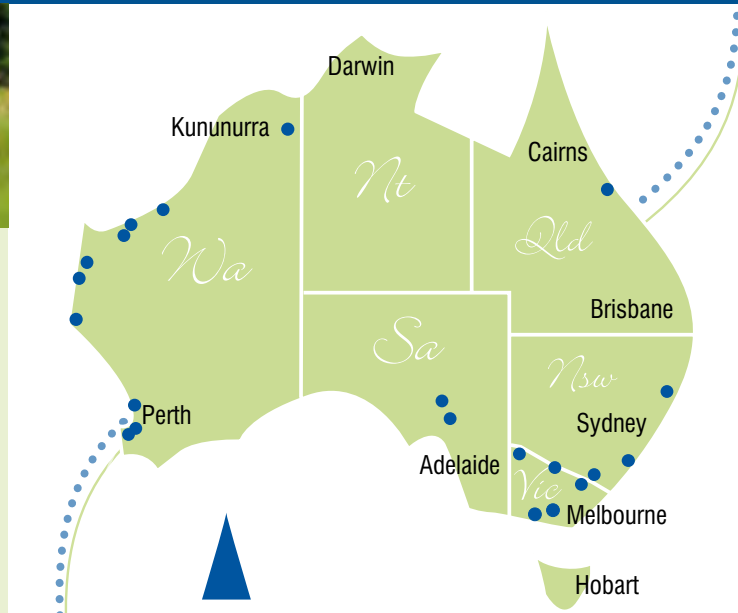 Darwin
Kununurra
Cairns
Nt
Qld
Wa
Brisbane
Sa
Nsw
Perth
Sydney
Adelaide
Vic
Melbourne
Hobart